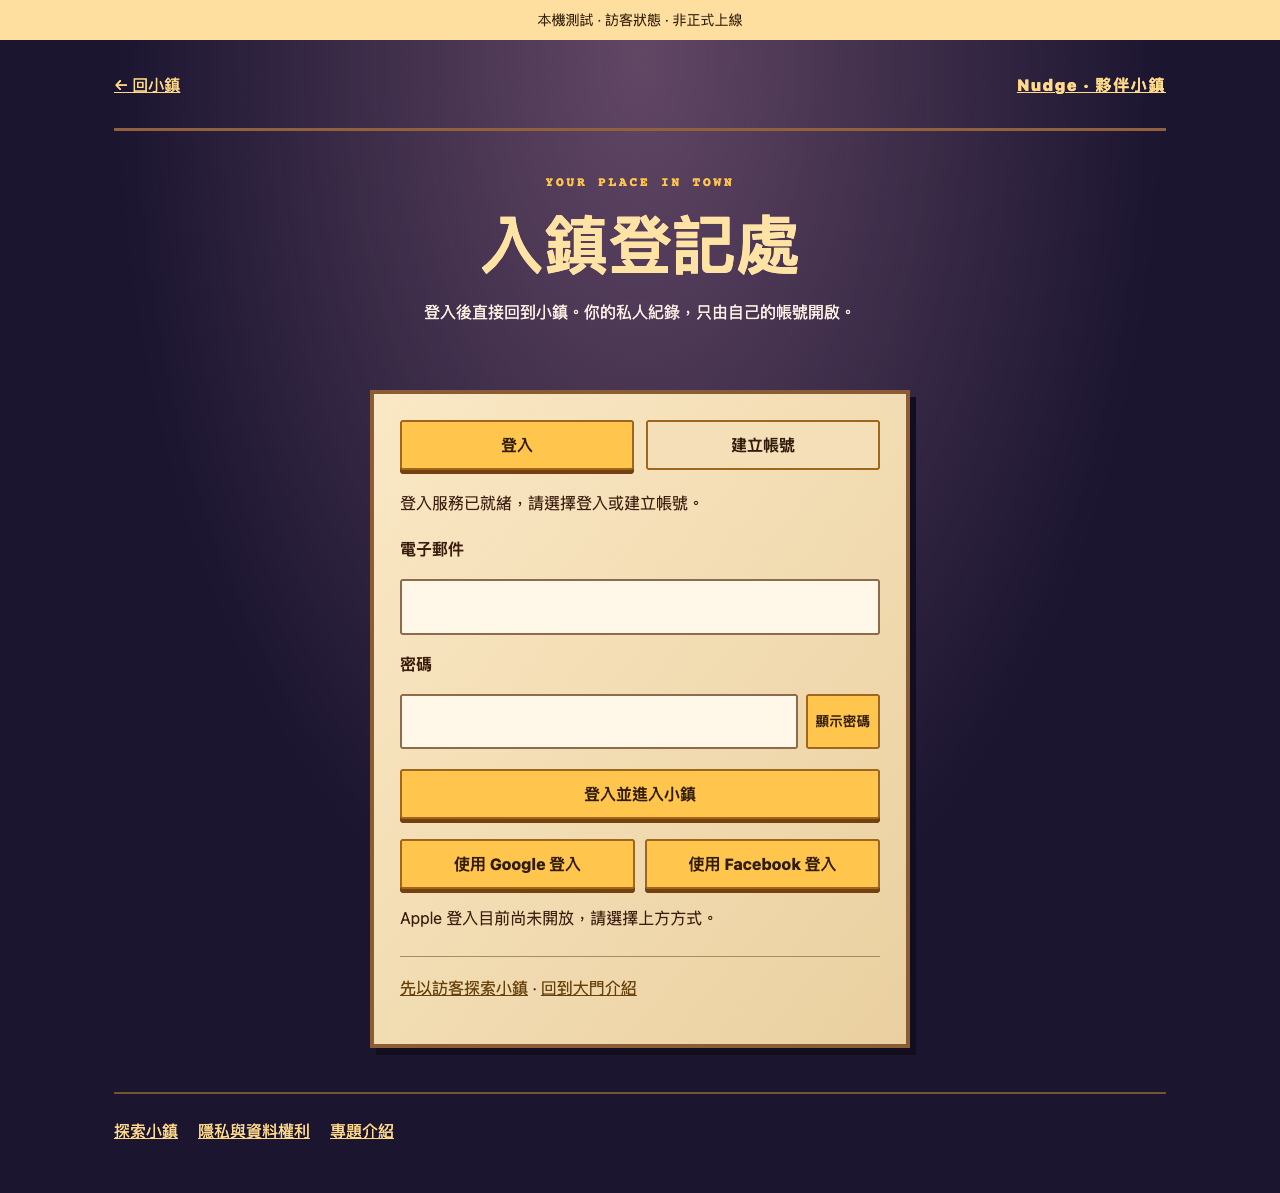 本機測試 · 訪客狀態 · 非正式上線
← 回小鎮
Nudge · 夥伴小鎮
YOUR PLACE IN TOWN
入鎮登記處
登入後直接回到小鎮。你的私人紀錄，只由自己的帳號開啟。
登入
建立帳號
登入服務已就緒，請選擇登入或建立帳號。
電子郵件
密碼
顯示密碼
登入並進入小鎮
使用 Google 登入
使用 Facebook 登入
Apple 登入目前尚未開放，請選擇上方方式。
先以訪客探索小鎮 · 回到大門介紹
探索小鎮
隱私與資料權利
專題介紹